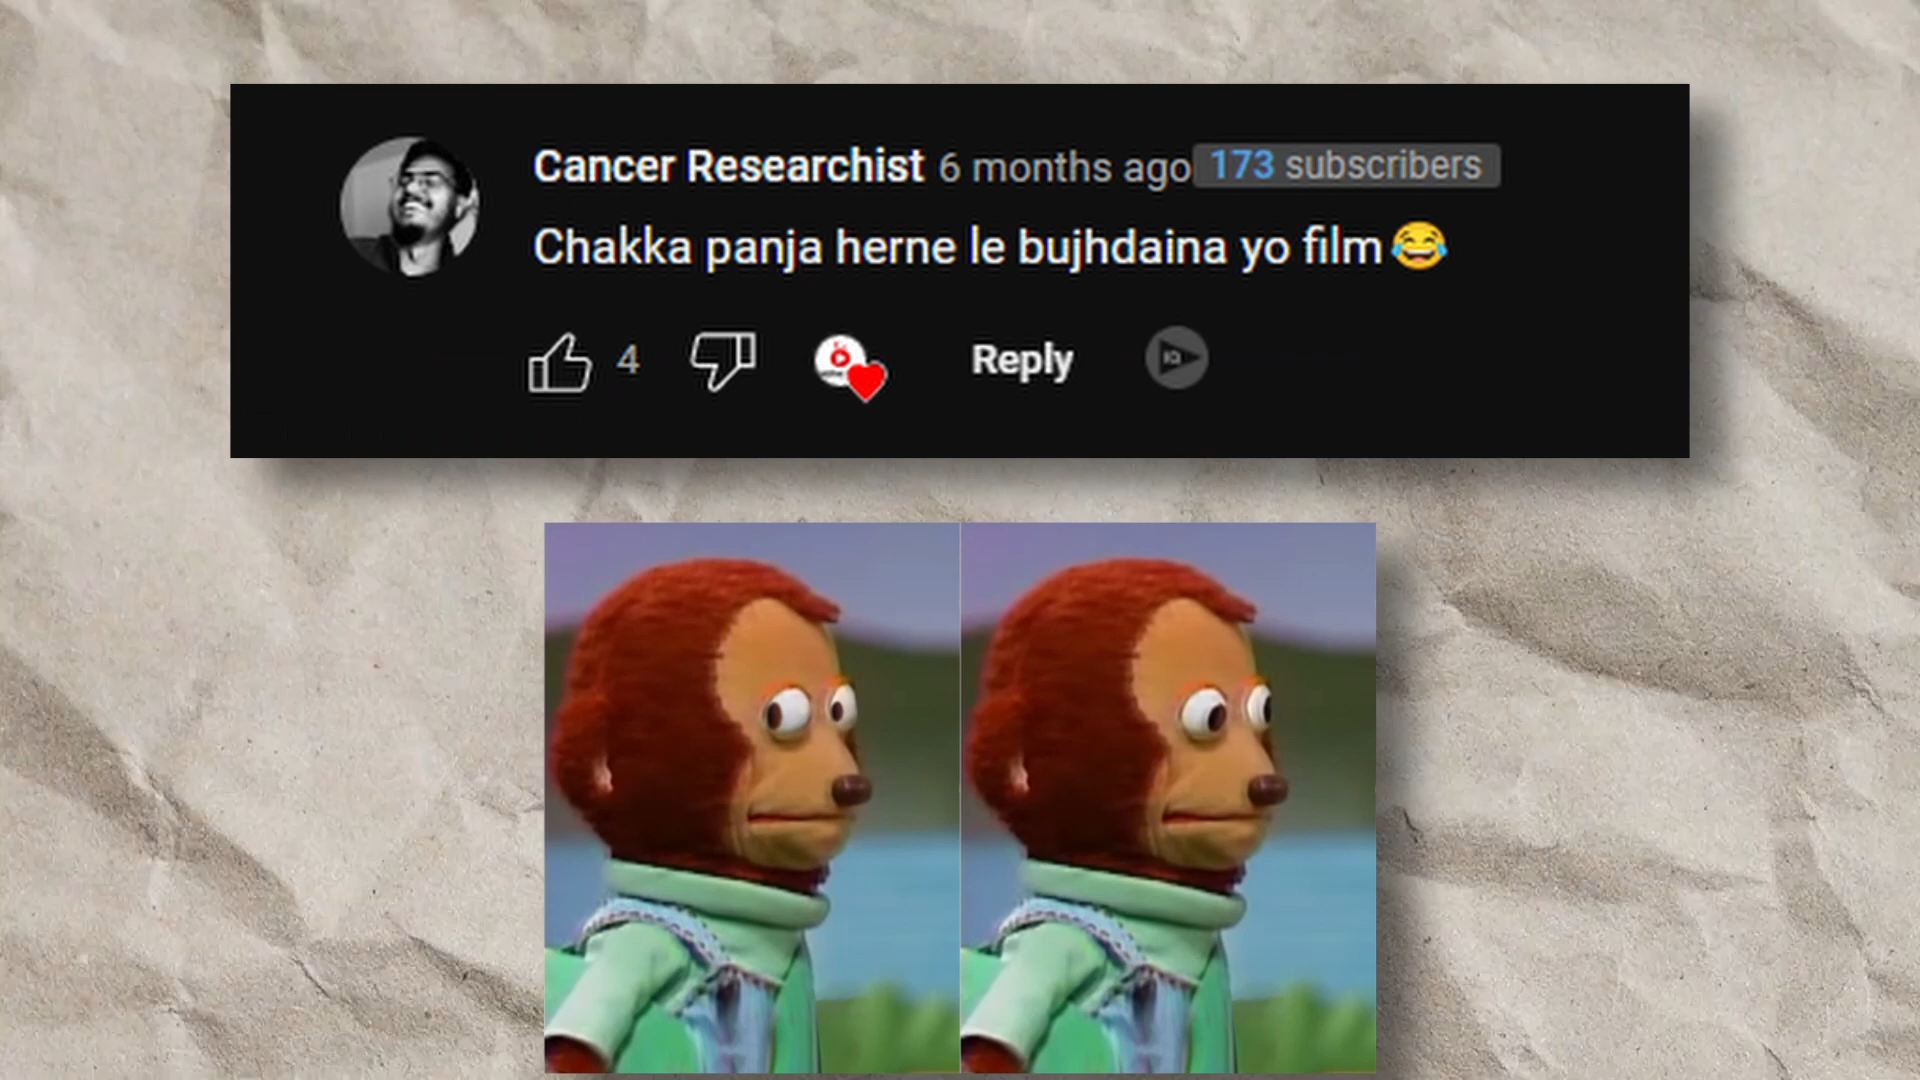 Cancer Researchist 6 months ago 173 subscribers
Chakka panja herne le bujhdaina yo film😂
4 Reply